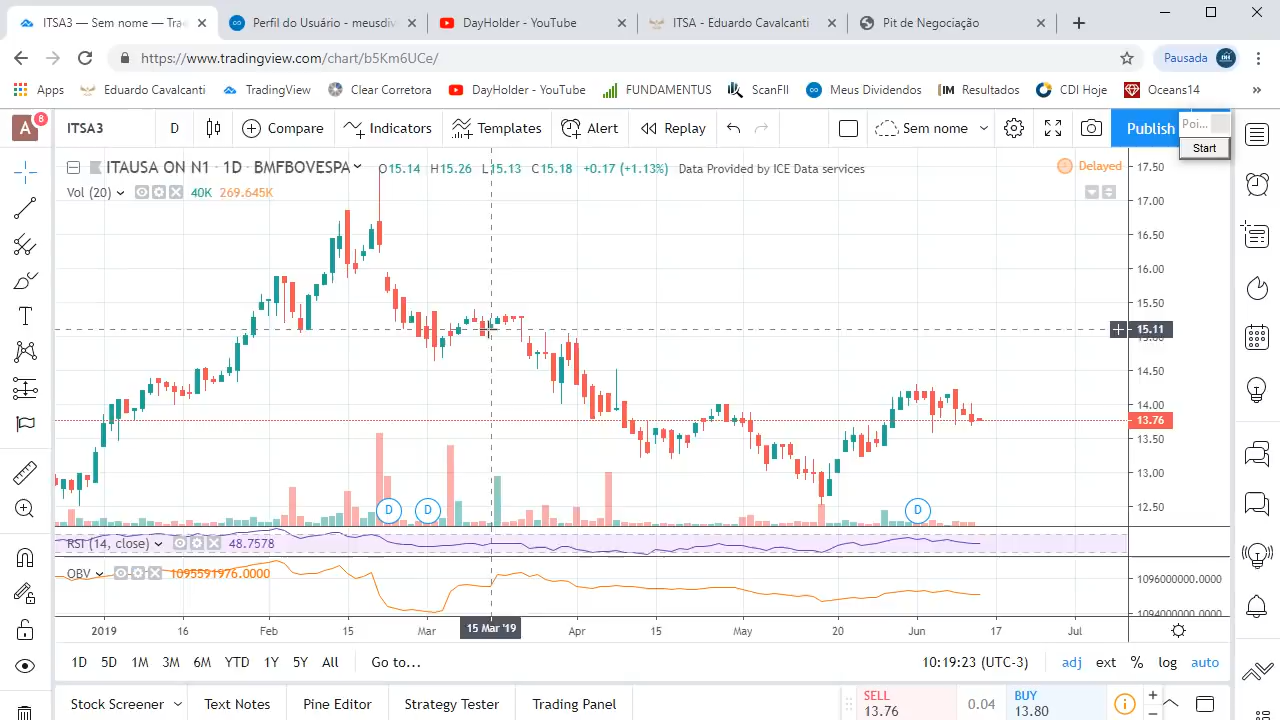 ITSA3 — Sem nome — Tra
Perfil do Usuário - meusdivi
DayHolder - YouTube
ITSA - Eduardo Cavalcanti
Pit de Negociação
https://www.tradingview.com/chart/b5Km6UCe/
Pausada
Apps
Eduardo Cavalcanti
TradingView
Clear Corretora
DayHolder - YouTube
FUNDAMENTUS
ScanFII
Meus Dividendos
Resultados
CDI Hoje
Oceans14
»
A
8
ITSA3
D
Compare
Indicators
Templates
Alert
Replay
Sem nome
Publish
Poi...
Start
ITAUSA ON N1 · 1D · BMFBOVESPA
O15.14 H15.26 L15.13 C15.18 +0.17 (+1.13%) Data Provided by ICE Data services
Delayed
Vol (20) 40K 269.645K
17.50
17.00
16.50
16.00
15.50
15.11
15.00
14.50
14.00
13.76
13.50
13.00
12.50
D
D
D
RSI (14, close) 48.7578
OBV 1095591976.0000
1096000000.0000
1094000000.0000
2019 16 Feb 15 Mar 15 Mar '19 Apr 15 May 20 Jun 17 Jul
1D 5D 1M 3M 6M YTD 1Y 5Y All Go to...
10:19:23 (UTC-3) adj ext % log auto
Stock Screener Text Notes Pine Editor Strategy Tester Trading Panel
SELL
13.76
0.04
BUY
13.80